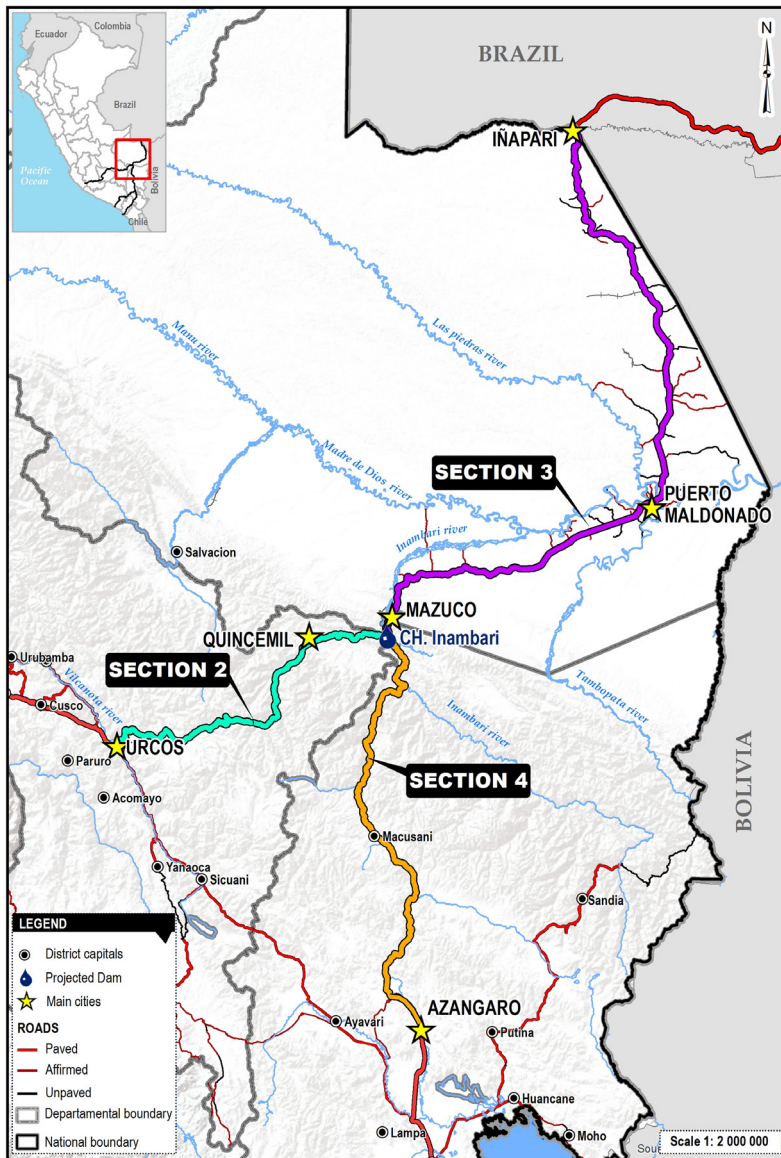 Ecuador
Colombia
Brazil
Pacific
Ocean
Bolivia
Chile
BRAZIL
N
IÑAPARI
Las piedras river
Manu river
Madre de Dios river
SECTION 3
PUERTO
MALDONADO
Inambari river
Salvacion
MAZUCO
QUINCEMIL
CH. Inambari
Urubamba
SECTION 2
Vilcanota river
Cusco
Tambopata river
Inambari river
URCOS
Paruro
SECTION 4
BOLIVIA
Acomayo
Macusani
Yanaoca
Sicuani
Sandia
LEGEND
District capitals
Projected Dam
Main cities
ROADS
Paved
Affirmed
Unpaved
Departamental boundary
National boundary
AZANGARO
Ayavari
Putina
Huancane
Lampa
Moho
Scale 1: 2 000 000